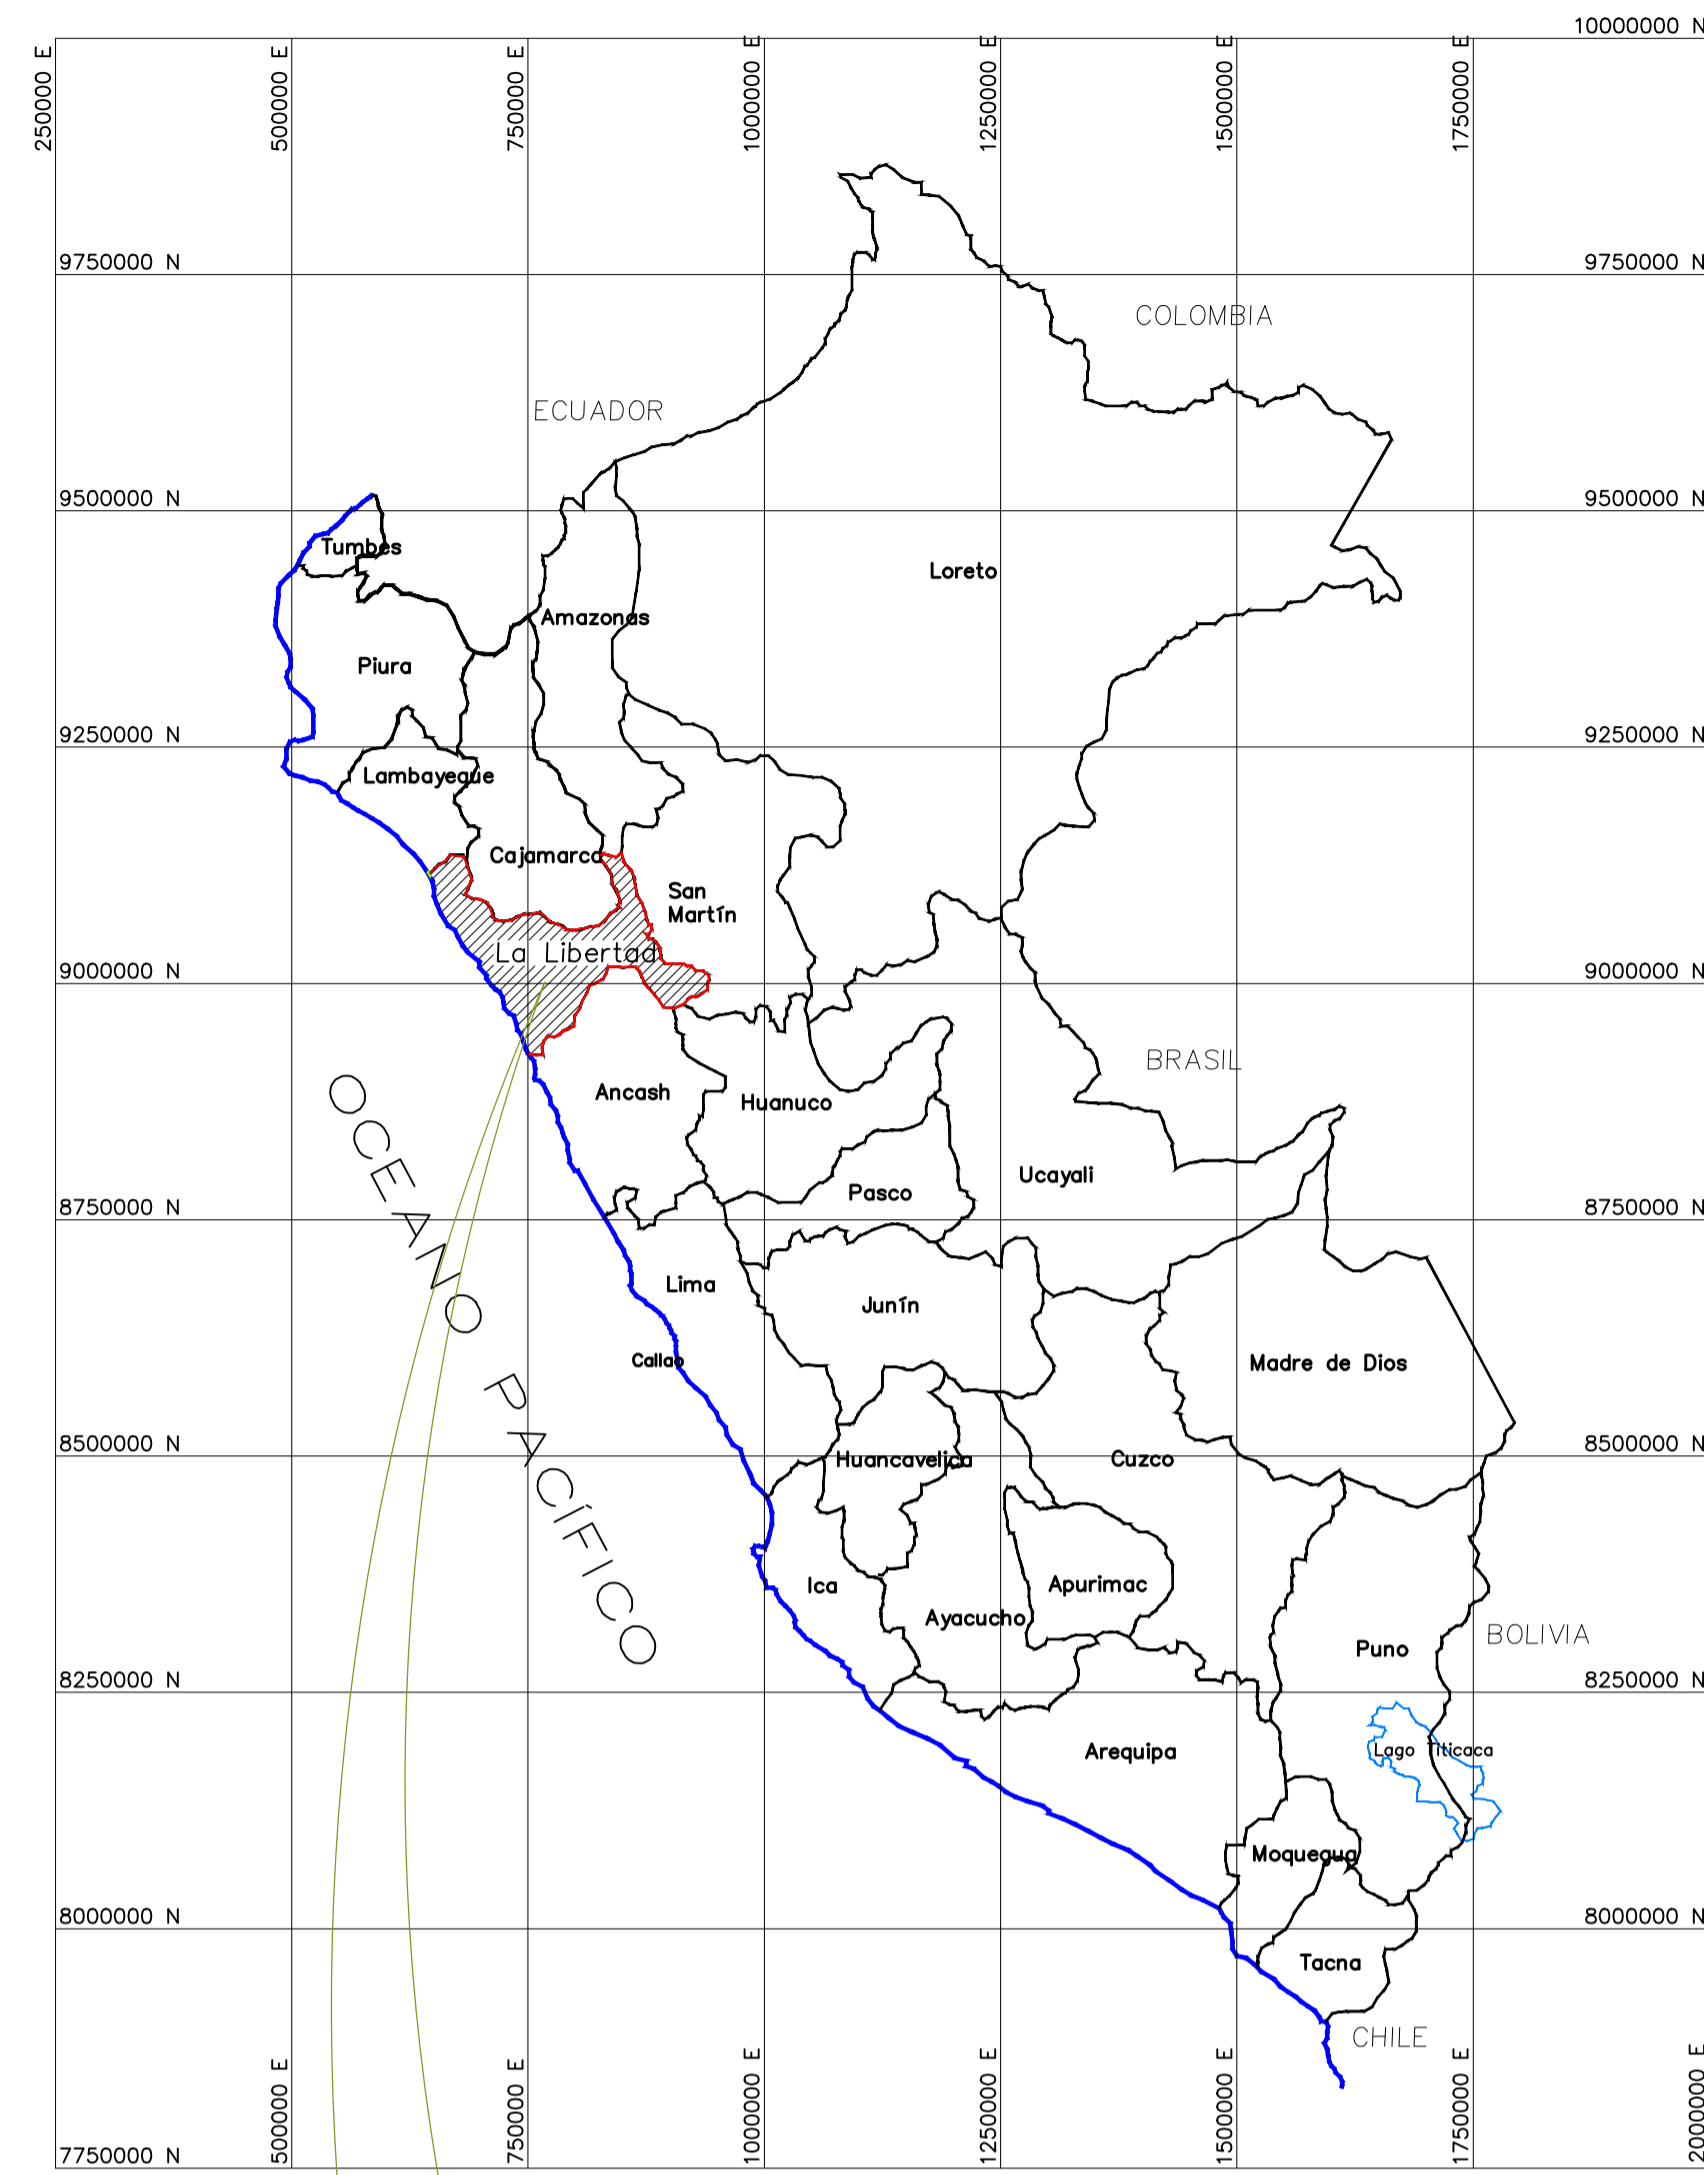 10000000 N
250000 E
500000 E
750000 E
1000000 E
1250000 E
1500000 E
1750000 E
9750000 N
9750000 N
COLOMBIA
ECUADOR
9500000 N
9500000 N
Tumbes
Loreto
Amazonas
Piura
9250000 N
9250000 N
Lambayeque
Cajamarca
San
Martín
La Libertad
9000000 N
9000000 N
BRASIL
Ancash
Huanuco
Ucayali
Pasco
8750000 N
8750000 N
OCEANO PACÍFICO
Lima
Junín
Callao
Madre de Dios
8500000 N
8500000 N
Huancavelica
Cuzco
Ica
Apurimac
Ayacucho
BOLIVIA
Puno
8250000 N
8250000 N
Arequipa
Lago Titicaca
Moquegua
8000000 N
8000000 N
Tacna
CHILE
500000 E
750000 E
1000000 E
1250000 E
1500000 E
1750000 E
2000000 E
7750000 N